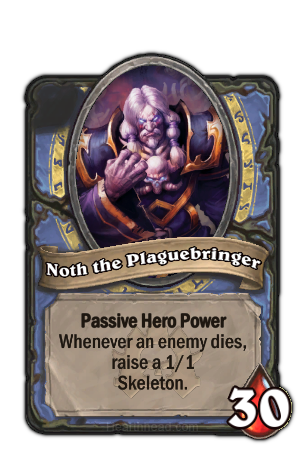 Noth the Plaguebringer
Passive Hero Power
Whenever an enemy dies,
raise a 1/1
Skeleton.
30